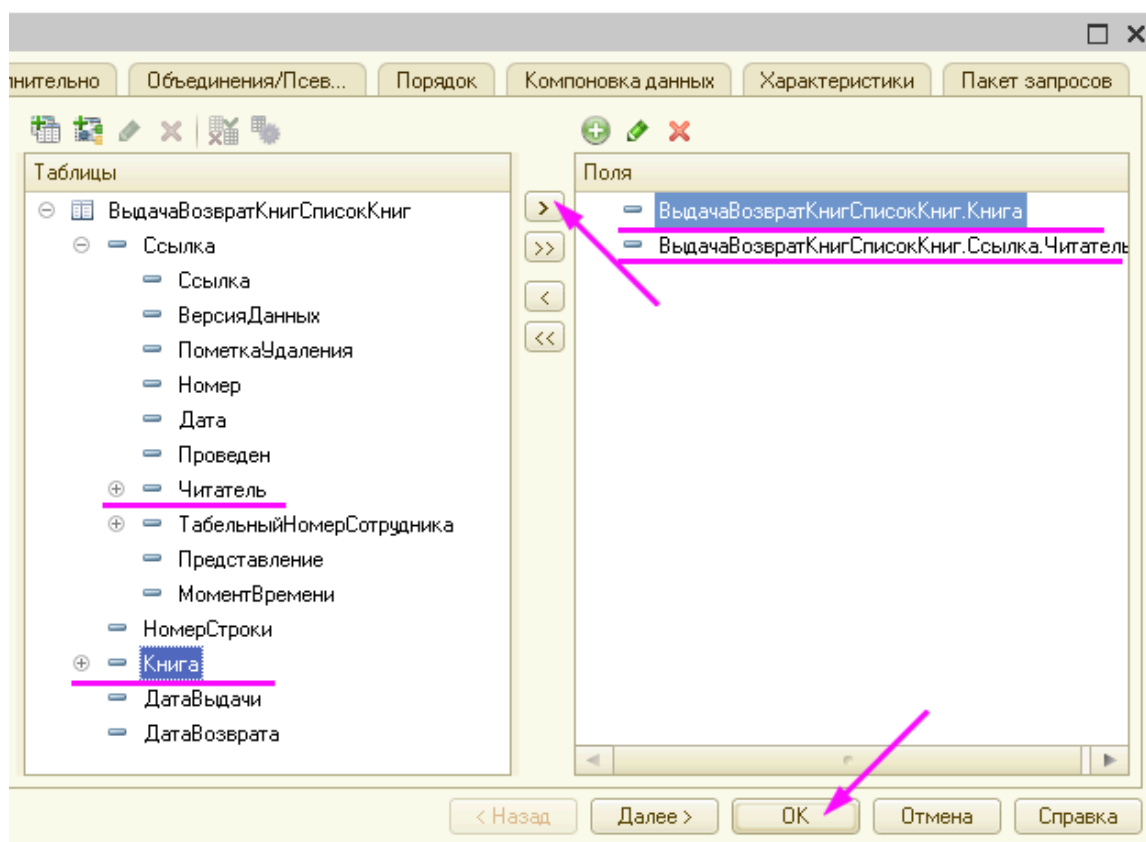 нительно Объединения/Псев... Порядок Компоновка данных Характеристики Пакет запросов
Таблицы
ВыдачаВозвратКнигСписокКниг
Ссылка
Ссылка
ВерсияДанных
ПометкаУдаления
Номер
Дата
Проведен
Читатель
ТабельныйНомерСотрудника
Представление
МоментВремени
НомерСтроки
Книга
ДатаВыдачи
ДатаВозврата
>
>>
<
<<
Поля
ВыдачаВозвратКнигСписокКниг.Книга
ВыдачаВозвратКнигСписокКниг.Ссылка.Читатель
< Назад Далее > OK Отмена Справка